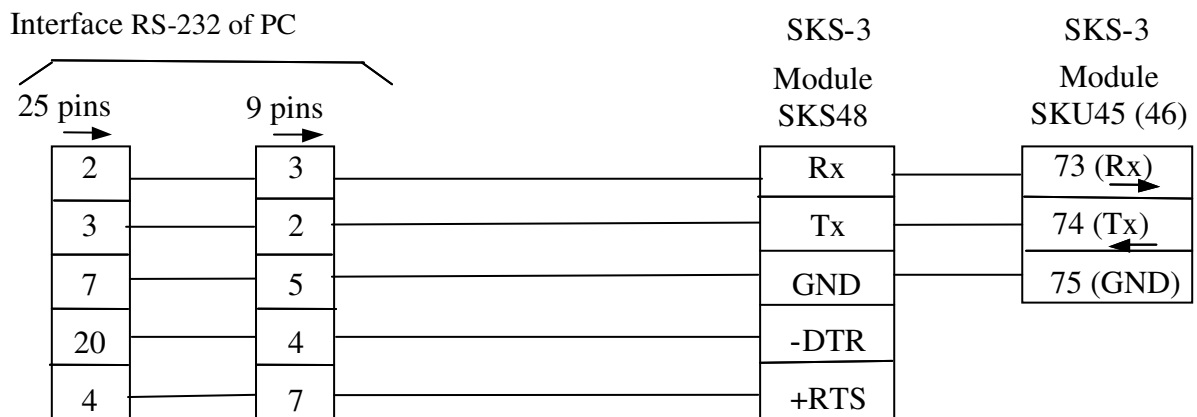 Interface RS-232 of PC
SKS-3
SKS-3
Module
SKS48
Module
SKU45 (46)
25 pins
9 pins
2
3
Rx
73 (Rx)
3
2
Tx
74 (Tx)
7
5
GND
75 (GND)
20
4
-DTR
4
7
+RTS